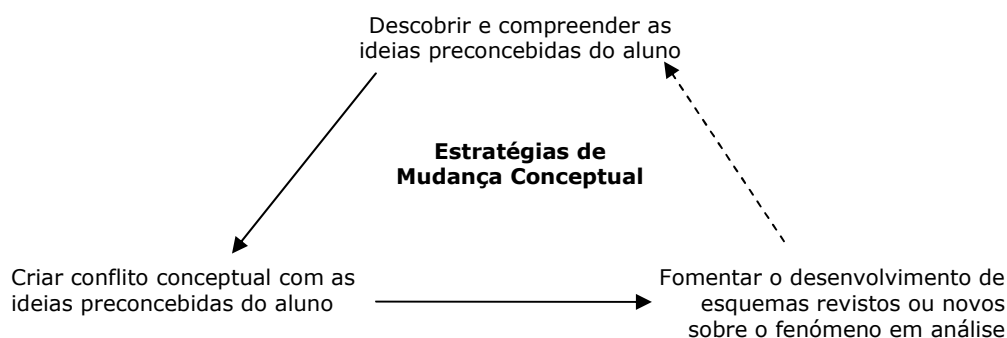 Descobrir e compreender as
ideias preconcebidas do aluno
Estratégias de
Mudança Conceptual
Criar conflito conceptual com as
ideias preconcebidas do aluno
Fomentar o desenvolvimento de
esquemas revistos ou novos
sobre o fenómeno em análise